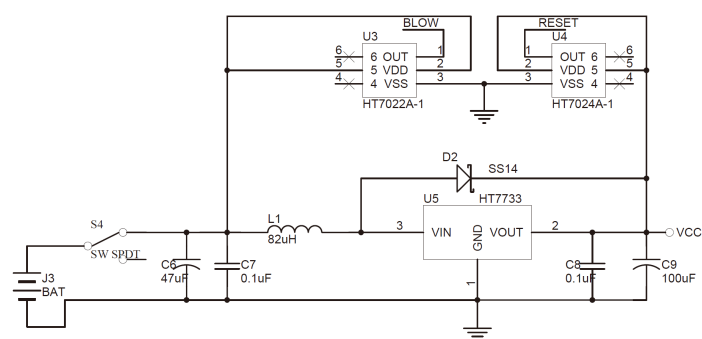 BLOW
RESET
U3
U4
6
6 OUT
1
5
5 VDD
2
4
4 VSS
3
HT7022A-1
1
OUT 6
6
2
VDD 5
5
3
VSS 4
4
HT7024A-1
D2
SS14
U5
HT7733
S4
L1
82uH
3
VIN
GND
VOUT
2
VCC
SW SPDT
C6
47uF
C7
0.1uF
C8
0.1uF
C9
100uF
J3
BAT
1